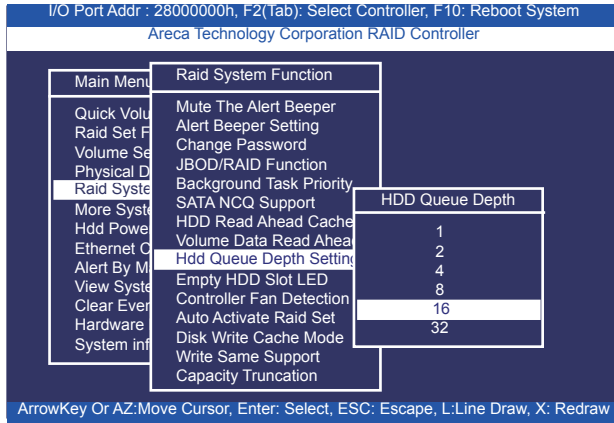 I/O Port Addr : 28000000h, F2(Tab): Select Controller, F10: Reboot System
Areca Technology Corporation RAID Controller
Main Menu
Quick Volu
Raid Set F
Volume Se
Physical D
Raid Syste
More Syste
Hdd Powe
Ethernet C
Alert By M
View Syste
Clear Ever
Hardware
System inf
Raid System Function
Mute The Alert Beeper
Alert Beeper Setting
Change Password
JBOD/RAID Function
Background Task Priority
SATA NCQ Support
HDD Read Ahead Cache
Volume Data Read Ahea
Hdd Queue Depth Setting
Empty HDD Slot LED
Controller Fan Detection
Auto Activate Raid Set
Disk Write Cache Mode
Write Same Support
Capacity Truncation
HDD Queue Depth
1
2
4
8
16
32
ArrowKey Or AZ:Move Cursor, Enter: Select, ESC: Escape, L:Line Draw, X: Redraw